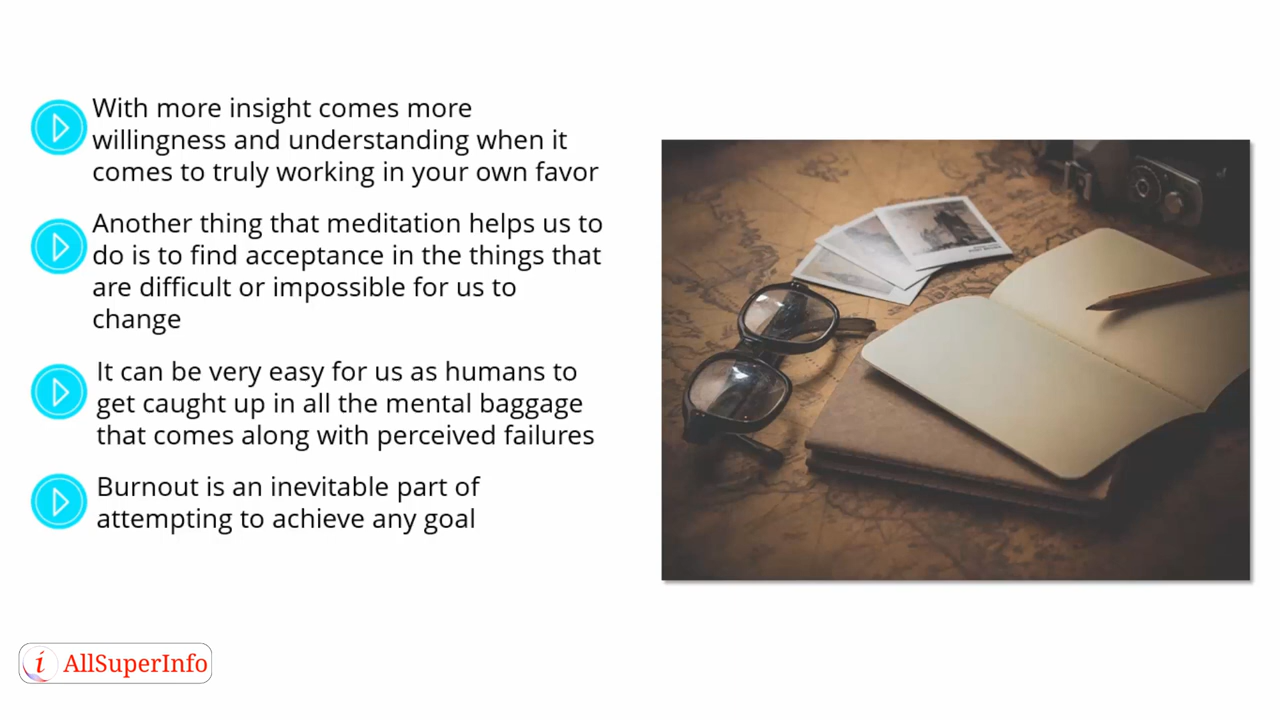 With more insight comes more
willingness and understanding when it
comes to truly working in your own favor
Another thing that meditation helps us to
do is to find acceptance in the things that
are difficult or impossible for us to
change
It can be very easy for us as humans to
get caught up in all the mental baggage
that comes along with perceived failures
Burnout is an inevitable part of
attempting to achieve any goal
i AllSuperInfo